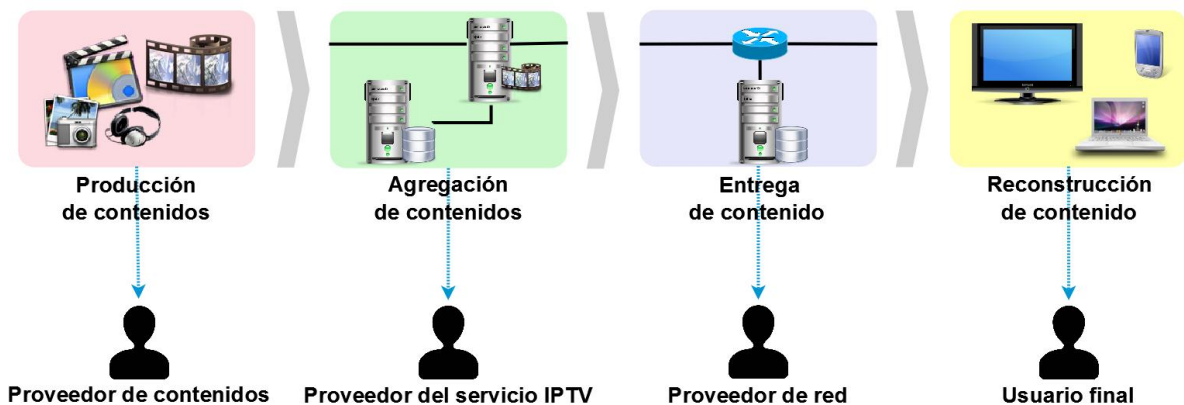 Producción
de contenidos
Agregación
de contenidos
Entrega
de contenido
Reconstrucción
de contenido
Proveedor de contenidos
Proveedor del servicio IPTV
Proveedor de red
Usuario final